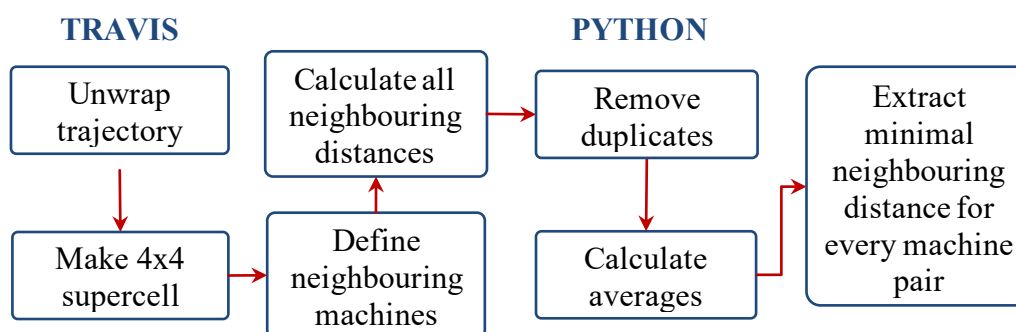 TRAVIS
Unwrap
trajectory
Make 4x4
supercell
Define
neighbouring
machines
Calculate all
neighbouring
distances
PYTHON
Remove
duplicates
Calculate
averages
Extract
minimal
neighbouring
distance for
every machine
pair